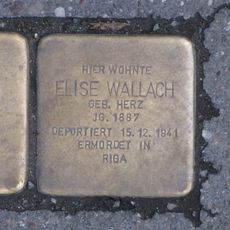 HIER WOHNTE
ELISE WALLACH
GEB. HERZ
JG. 1887
DEPORTIERT 15.12.1941
ERMORDET IN
RIGA